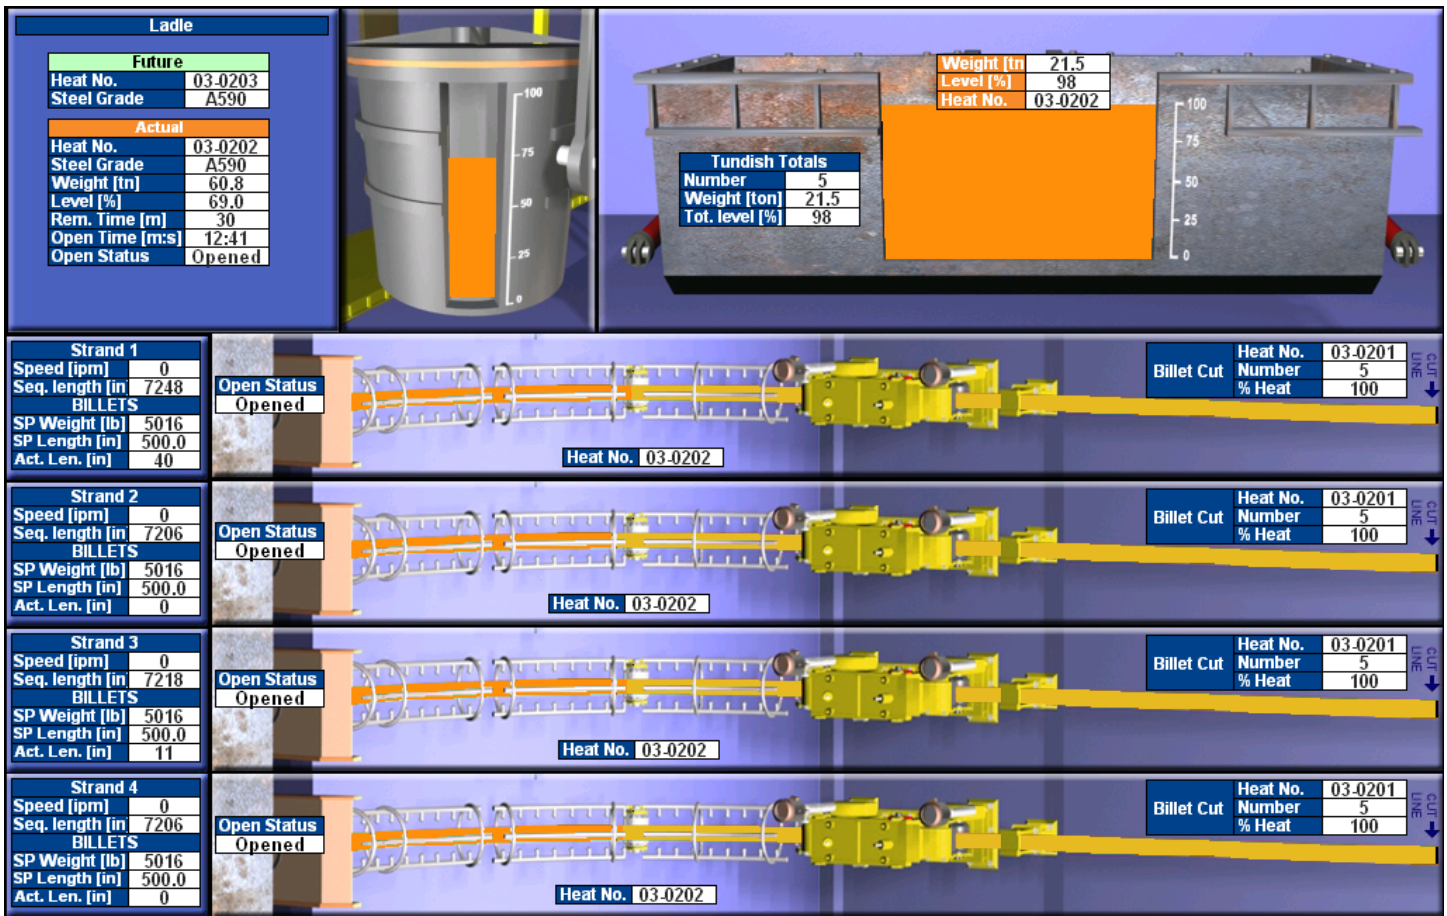 Ladle
Future
Heat No. 03-0203
Steel Grade A590
Actual
Heat No. 03-0202
Steel Grade A590
Weight [tn] 60.8
Level [%] 69.0
Rem. Time [m] 30
Open Time [m:s] 12:41
Open Status Opened
100
75
50
25
0
Weight [tn 21.5
Level [%] 98
Heat No. 03-0202
Tundish Totals
Number 5
Weight [ton] 21.5
Tot. level [%] 98
100
75
50
25
0
Strand 1
Speed [ipm] 0
Seq. length [in 7248
BILLETS
SP Weight [lb] 5016
SP Length [in] 500.0
Act. Len. [in] 40
Open Status
Opened
Heat No. 03-0202
Billet Cut
Heat No. 03-0201
Number 5
% Heat 100
CUT
LINE
Strand 2
Speed [ipm] 0
Seq. length [in 7206
BILLETS
SP Weight [lb] 5016
SP Length [in] 500.0
Act. Len. [in] 0
Open Status
Opened
Heat No. 03-0202
Billet Cut
Heat No. 03-0201
Number 5
% Heat 100
CUT
LINE
Strand 3
Speed [ipm] 0
Seq. length [in 7218
BILLETS
SP Weight [lb] 5016
SP Length [in] 500.0
Act. Len. [in] 11
Open Status
Opened
Heat No. 03-0202
Billet Cut
Heat No. 03-0201
Number 5
% Heat 100
CUT
LINE
Strand 4
Speed [ipm] 0
Seq. length [in 7206
BILLETS
SP Weight [lb] 5016
SP Length [in] 500.0
Act. Len. [in] 0
Open Status
Opened
Heat No. 03-0202
Billet Cut
Heat No. 03-0201
Number 5
% Heat 100
CUT
LINE